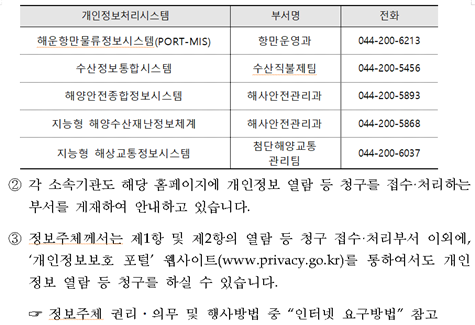 개인정보처리시스템 부서명 전화
해운항만물류정보시스템(PORT-MIS) 항만운영과 044-200-6213
수산정보통합시스템 수산직불제팀 044-200-5456
해양안전종합정보시스템 해사안전관리과 044-200-5893
지능형 해양수산재난정보체계 해사안전관리과 044-200-5868
지능형 해상교통정보시스템 첨단해양교통 044-200-6037
관리팀
② 각 소속기관도 해당 홈페이지에 개인정보 열람 등 청구를 접수·처리하는
부서를 게재하여 안내하고 있습니다.
③ 정보주체께서는 제1항 및 제2항의 열람 등 청구 접수·처리부서 이외에,
‘개인정보보호 포털’ 웹사이트(www.privacy.go.kr)를 통하여서도 개인
정보 열람 등 청구를 하실 수 있습니다.
☞ 정보주체 권리·의무 및 행사방법 중 “인터넷 요구방법” 참고